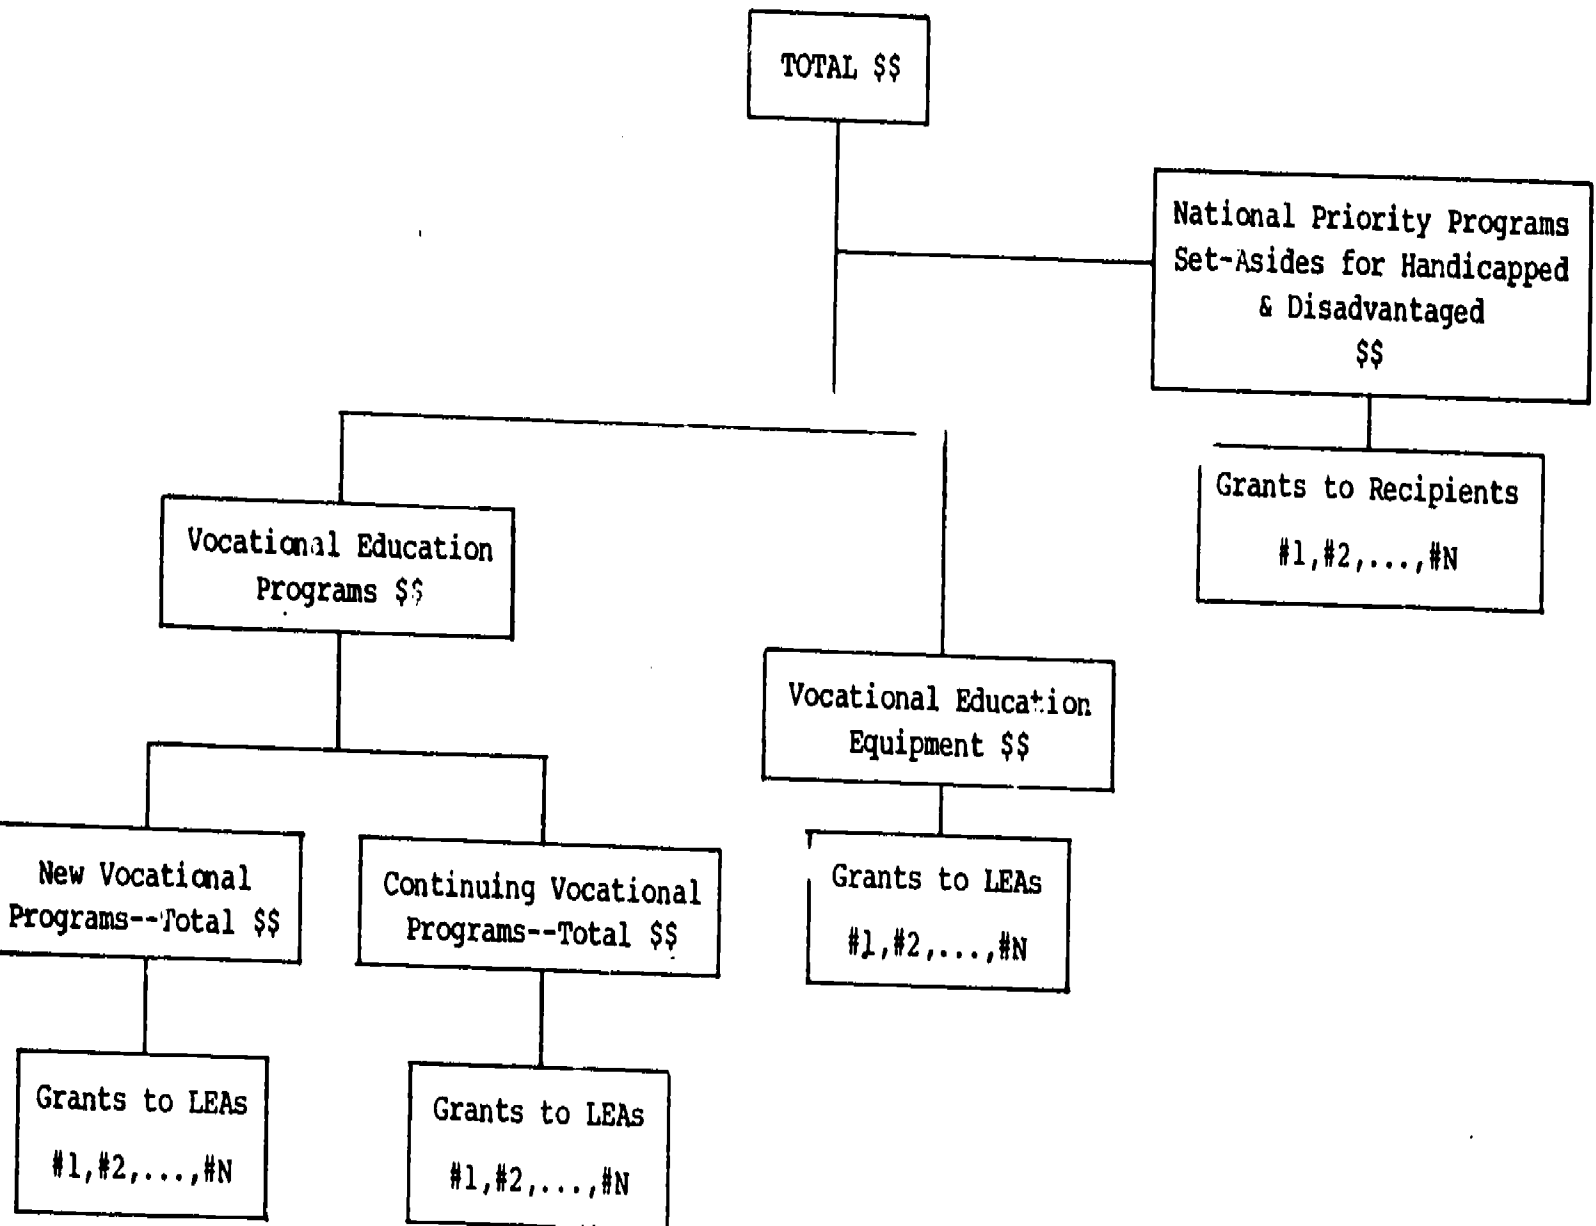 TOTAL $$
National Priority Programs
Set-Asides for Handicapped
& Disadvantaged
$$
Grants to Recipients
#1,#2,...,#N
Vocational Education
Programs $$
Vocational Education
Equipment $$
Grants to LEAs
#1,#2,...,#N
New Vocational
Programs--Total $$
Continuing Vocational
Programs--Total $$
Grants to LEAs
#1,#2,...,#N
Grants to LEAs
#1,#2,...,#N